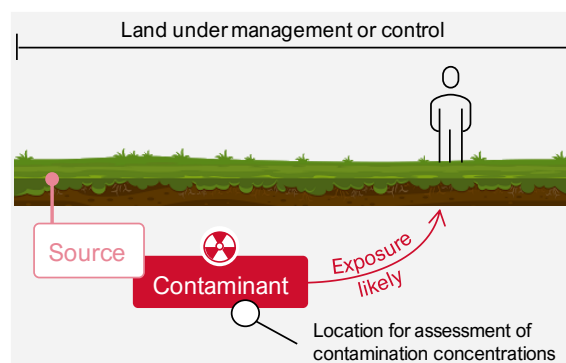 Land under management or control
Source
Contaminant
Exposure
likely
Location for assessment of
contamination concentrations